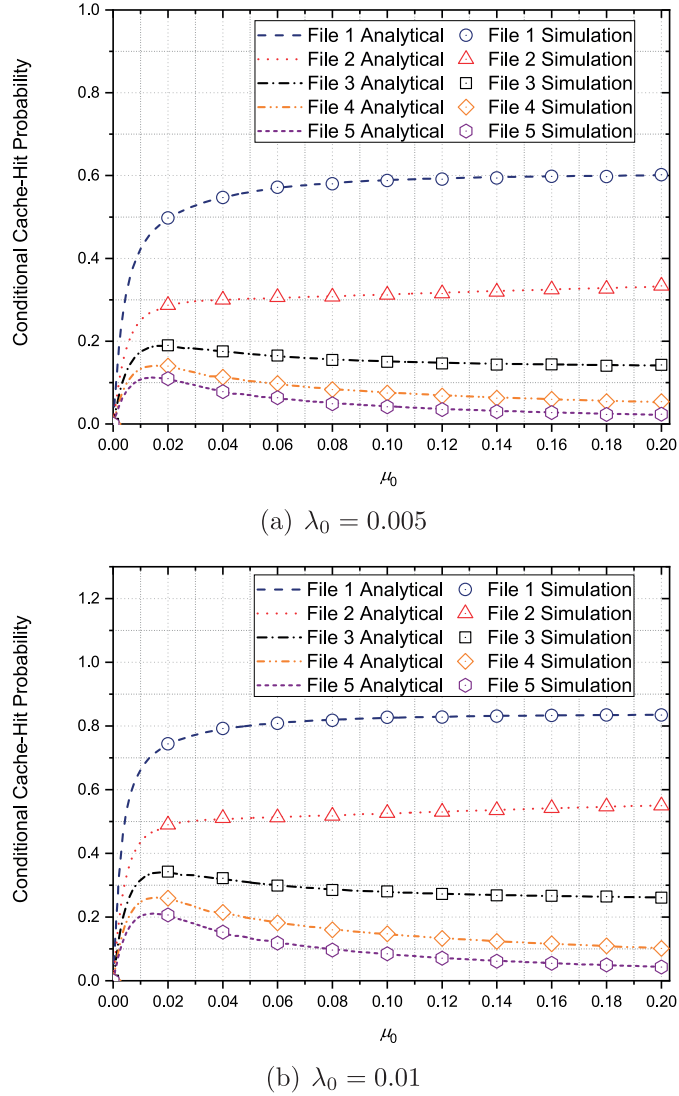 1.0
0.8
0.6
0.4
0.2
0.0
Conditional Cache-Hit Probability
File 1 Analytical File 1 Simulation
File 2 Analytical File 2 Simulation
File 3 Analytical File 3 Simulation
File 4 Analytical File 4 Simulation
File 5 Analytical File 5 Simulation
0.00 0.02 0.04 0.06 0.08 0.10 0.12 0.14 0.16 0.18 0.20
μ₀
(a) λ₀ = 0.005
1.2
1.0
0.8
0.6
0.4
0.2
0.0
Conditional Cache-Hit Probability
File 1 Analytical File 1 Simulation
File 2 Analytical File 2 Simulation
File 3 Analytical File 3 Simulation
File 4 Analytical File 4 Simulation
File 5 Analytical File 5 Simulation
0.00 0.02 0.04 0.06 0.08 0.10 0.12 0.14 0.16 0.18 0.20
μ₀
(b) λ₀ = 0.01